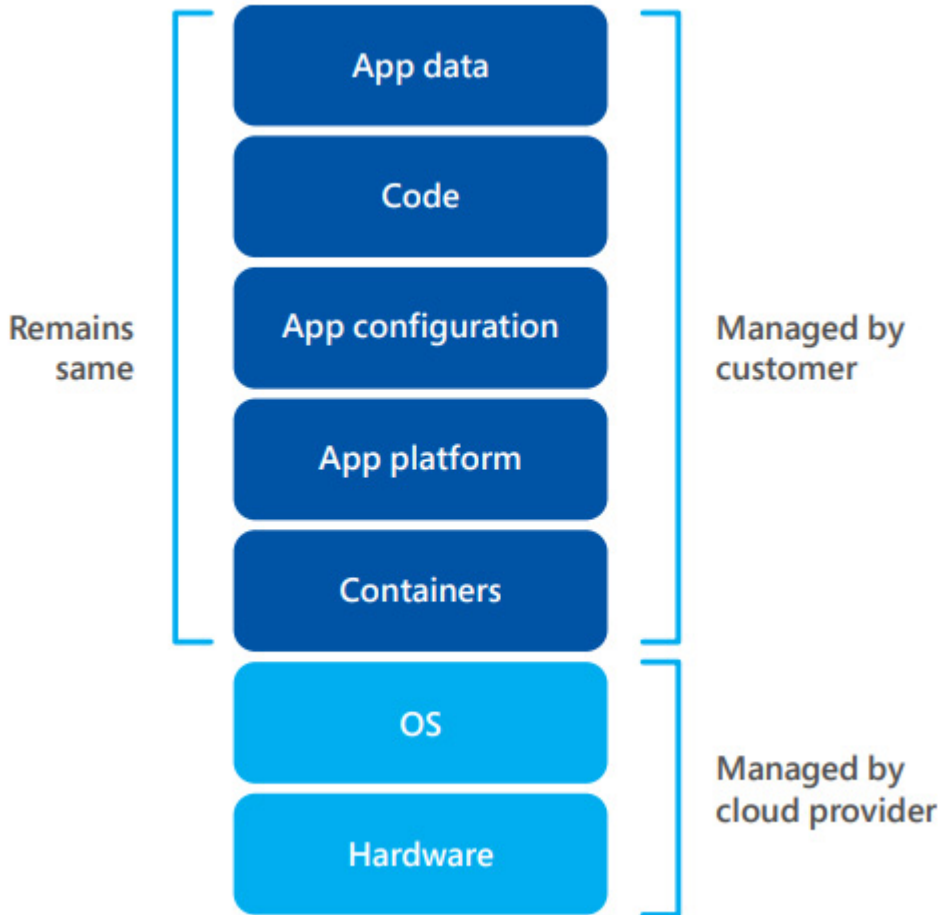 App data
Code
App configuration
Remains
same
Managed by
customer
App platform
Containers
OS
Managed by
cloud provider
Hardware